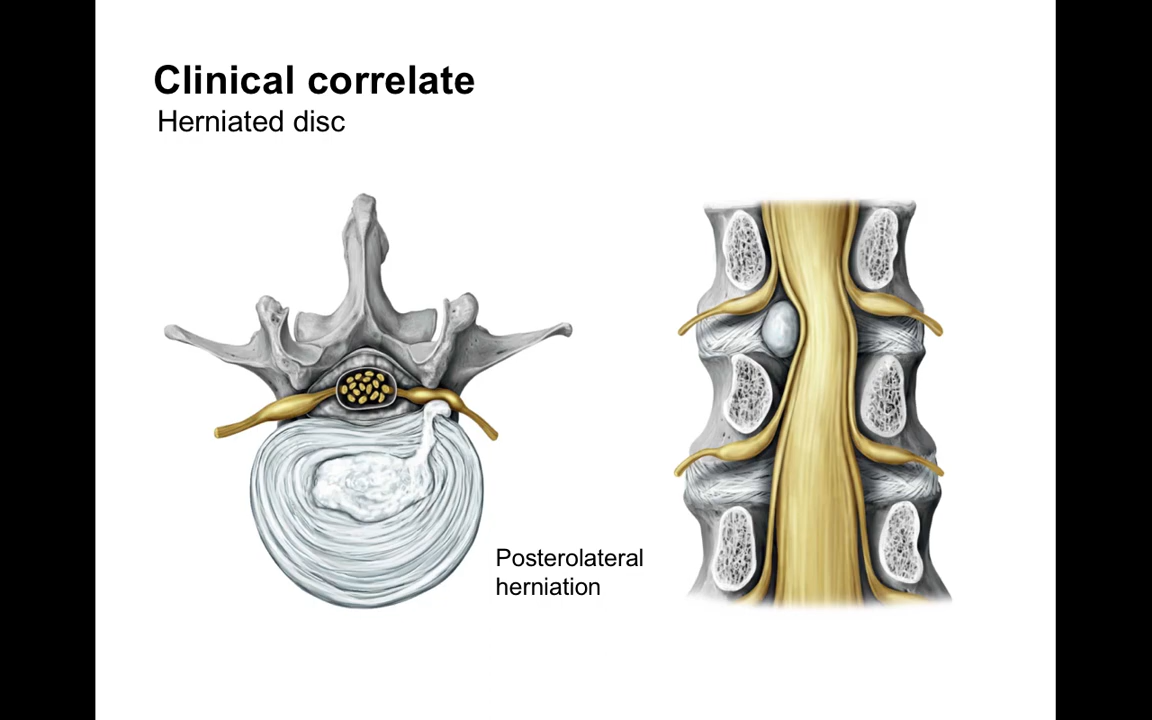 Clinical correlate
Herniated disc
Posterolateral
herniation